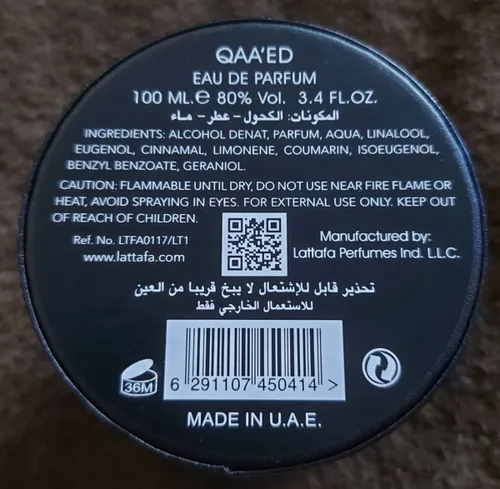 QAA'ED
EAU DE PARFUM
100 ML.℮ 80% Vol. 3.4 FL.OZ.
المكونات: الكحول - عطر - ماء
INGREDIENTS: ALCOHOL DENAT, PARFUM, AQUA, LINALOOL,
EUGENOL, CINNAMAL, LIMONENE, COUMARIN, ISOEUGENOL,
BENZYL BENZOATE, GERANIOL.
CAUTION: FLAMMABLE UNTIL DRY, DO NOT USE NEAR FIRE FLAME OR
HEAT, AVOID SPRAYING IN EYES. FOR EXTERNAL USE ONLY. KEEP OUT
OF REACH OF CHILDREN.
Ref. No. LTFA0117/LT1
www.lattafa.com
Manufactured by:
Lattafa Perfumes Ind. L.L.C.
تحذير قابل للإشتعال لا يبخ قريبا من العين
للاستعمال الخارجي فقط
36M
6 291107 450414 >
MADE IN U.A.E.